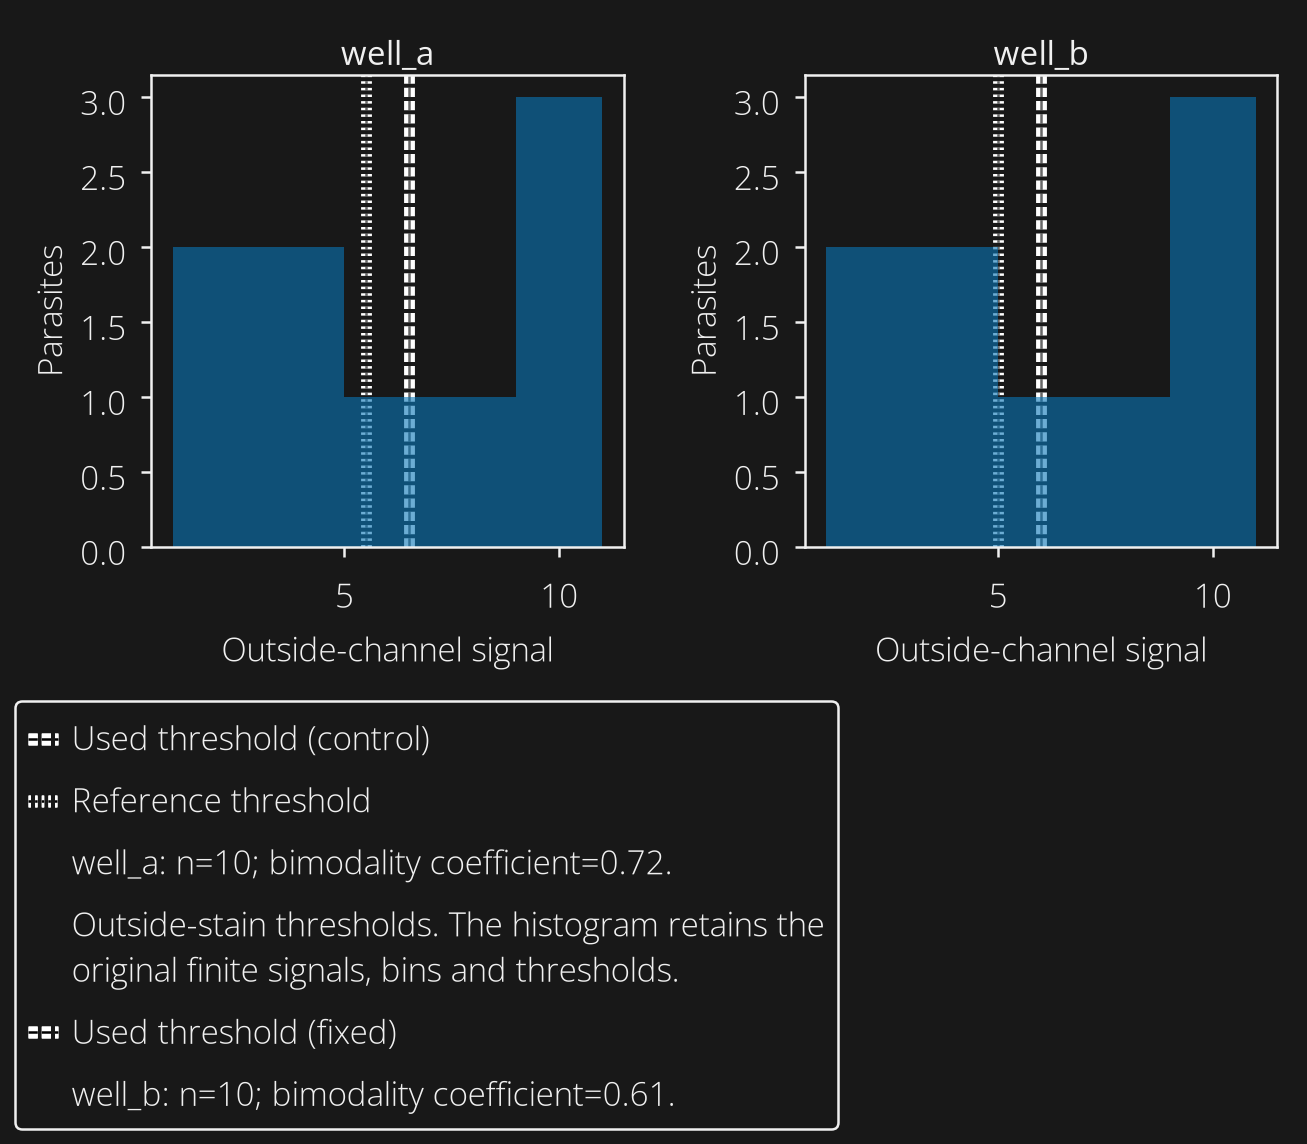 well_a
3.0
2.5
2.0
1.5
1.0
0.5
0.0
Parasites
5 10
Outside-channel signal
well_b
3.0
2.5
2.0
1.5
1.0
0.5
0.0
Parasites
5 10
Outside-channel signal
Used threshold (control)
Reference threshold
well_a: n=10; bimodality coefficient=0.72.
Outside-stain thresholds. The histogram retains the
original finite signals, bins and thresholds.
Used threshold (fixed)
well_b: n=10; bimodality coefficient=0.61.